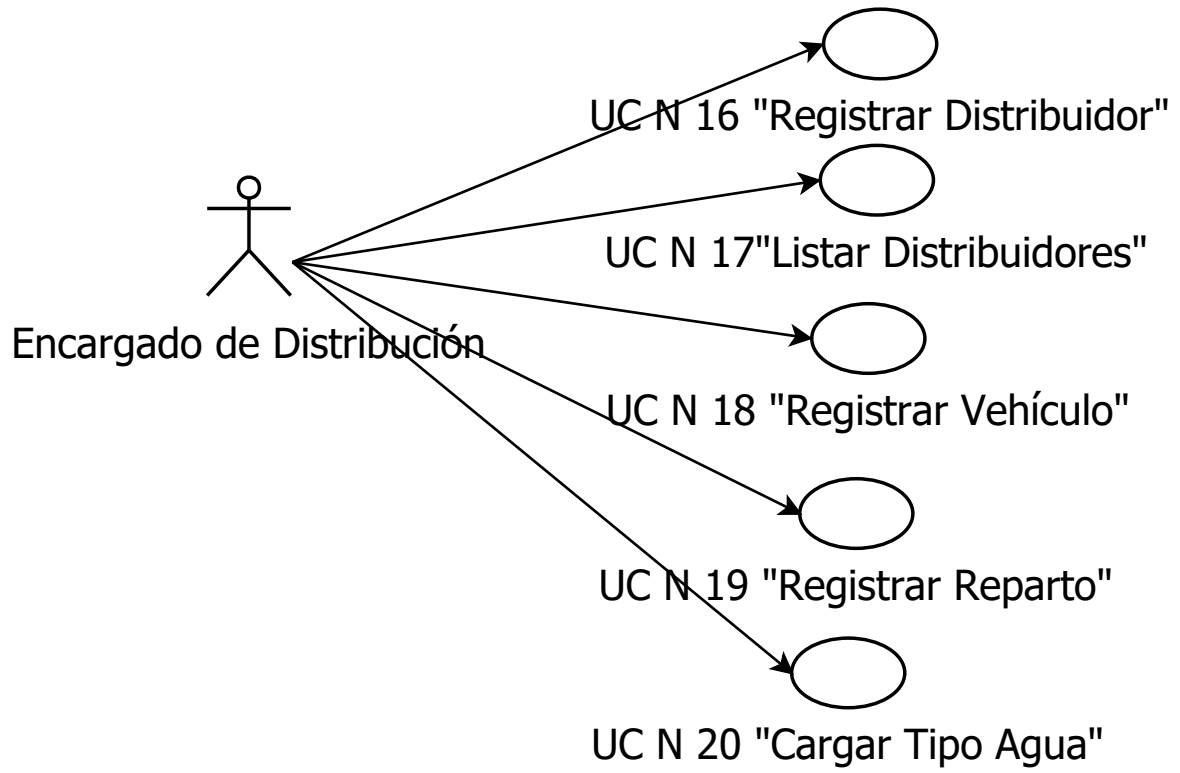 UC N 16 "Registrar Distribuidor"
UC N 17"Listar Distribuidores"
Encargado de Distribución
UC N 18 "Registrar Vehículo"
UC N 19 "Registrar Reparto"
UC N 20 "Cargar Tipo Agua"